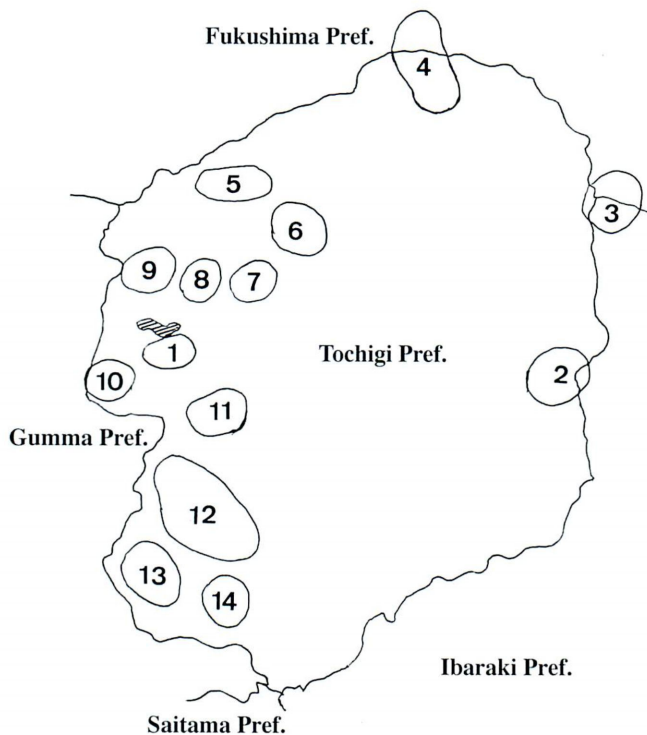 Fukushima Pref.
4
5
3
6
9
8
7
1
Tochigi Pref.
2
10
11
Gumma Pref.
12
13
14
Ibaraki Pref.
Saitama Pref.